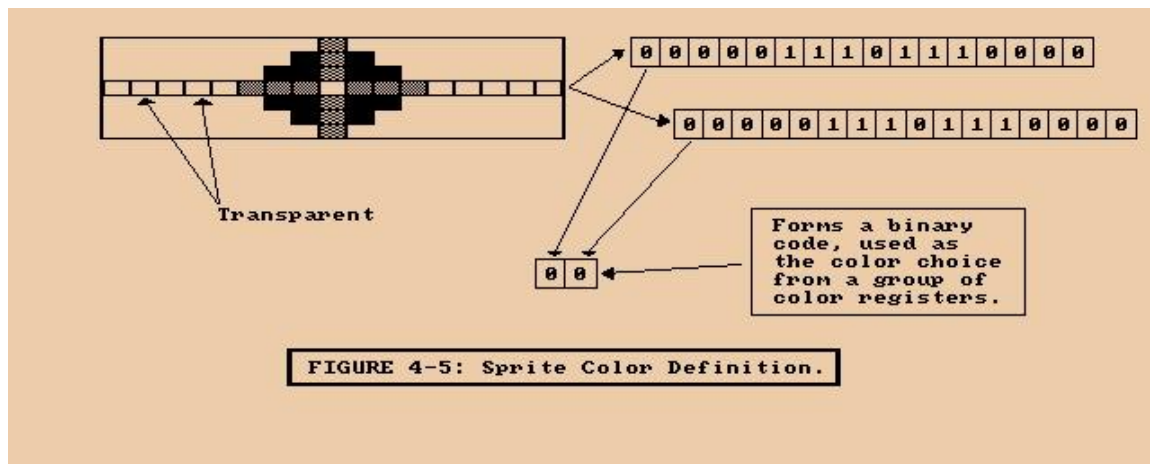 0 0 0 0 0 1 1 1 0 1 1 1 0 0 0 0
0 0 0 0 0 1 1 1 0 1 1 1 0 0 0 0
Transparent
0 0
Forms a binary
code, used as
the color choice
from a group of
color registers.
FIGURE 4-5: Sprite Color Definition.